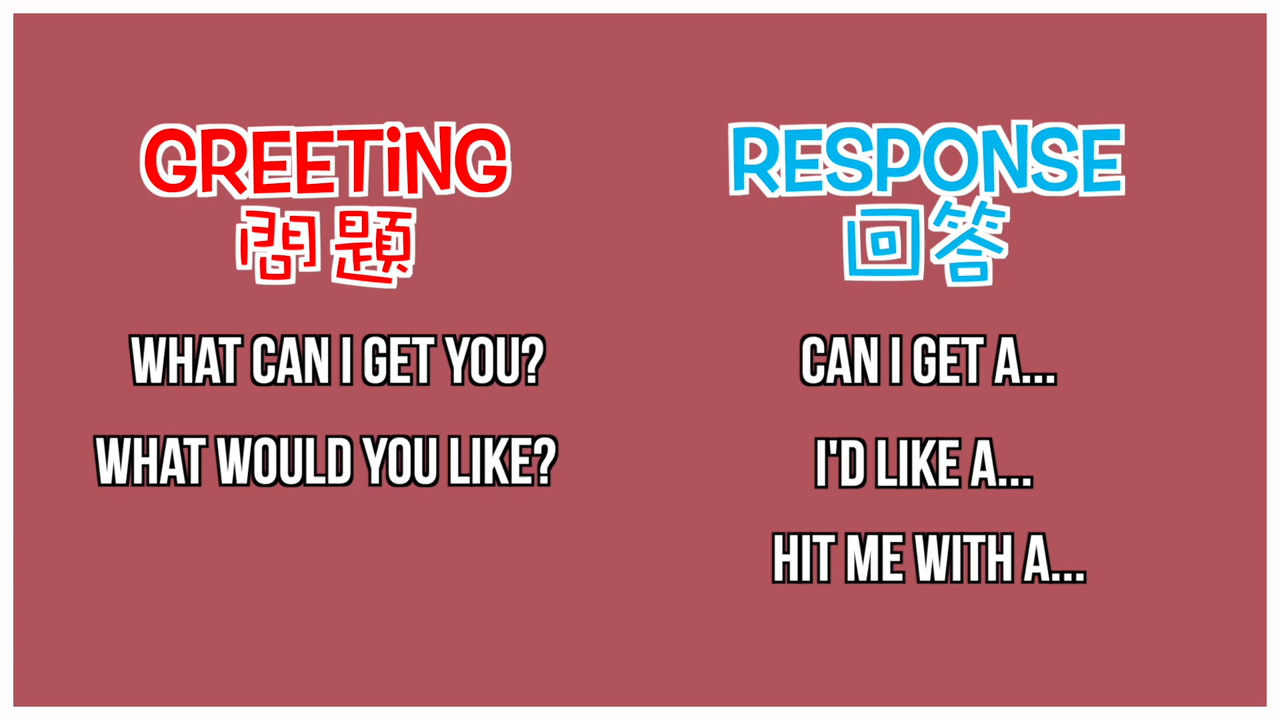 GREETING
問題
WHAT CAN I GET YOU?
WHAT WOULD YOU LIKE?
RESPONSE
回答
CAN I GET A...
I'D LIKE A...
HIT ME WITH A...